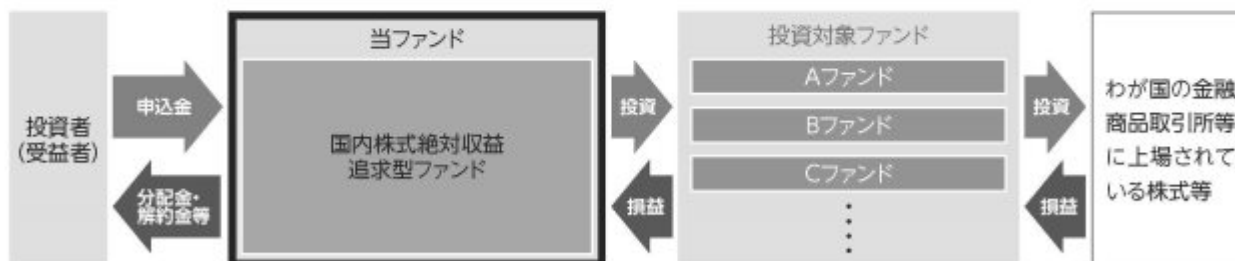 投資者
(受益者)
申込金
分配金・
解約金等
当ファンド
国内株式絶対収益
追求型ファンド
投資
損益
投資対象ファンド
Aファンド
Bファンド
Cファンド
投資
損益
わが国の金融
商品取引所等
に上場されて
いる株式等